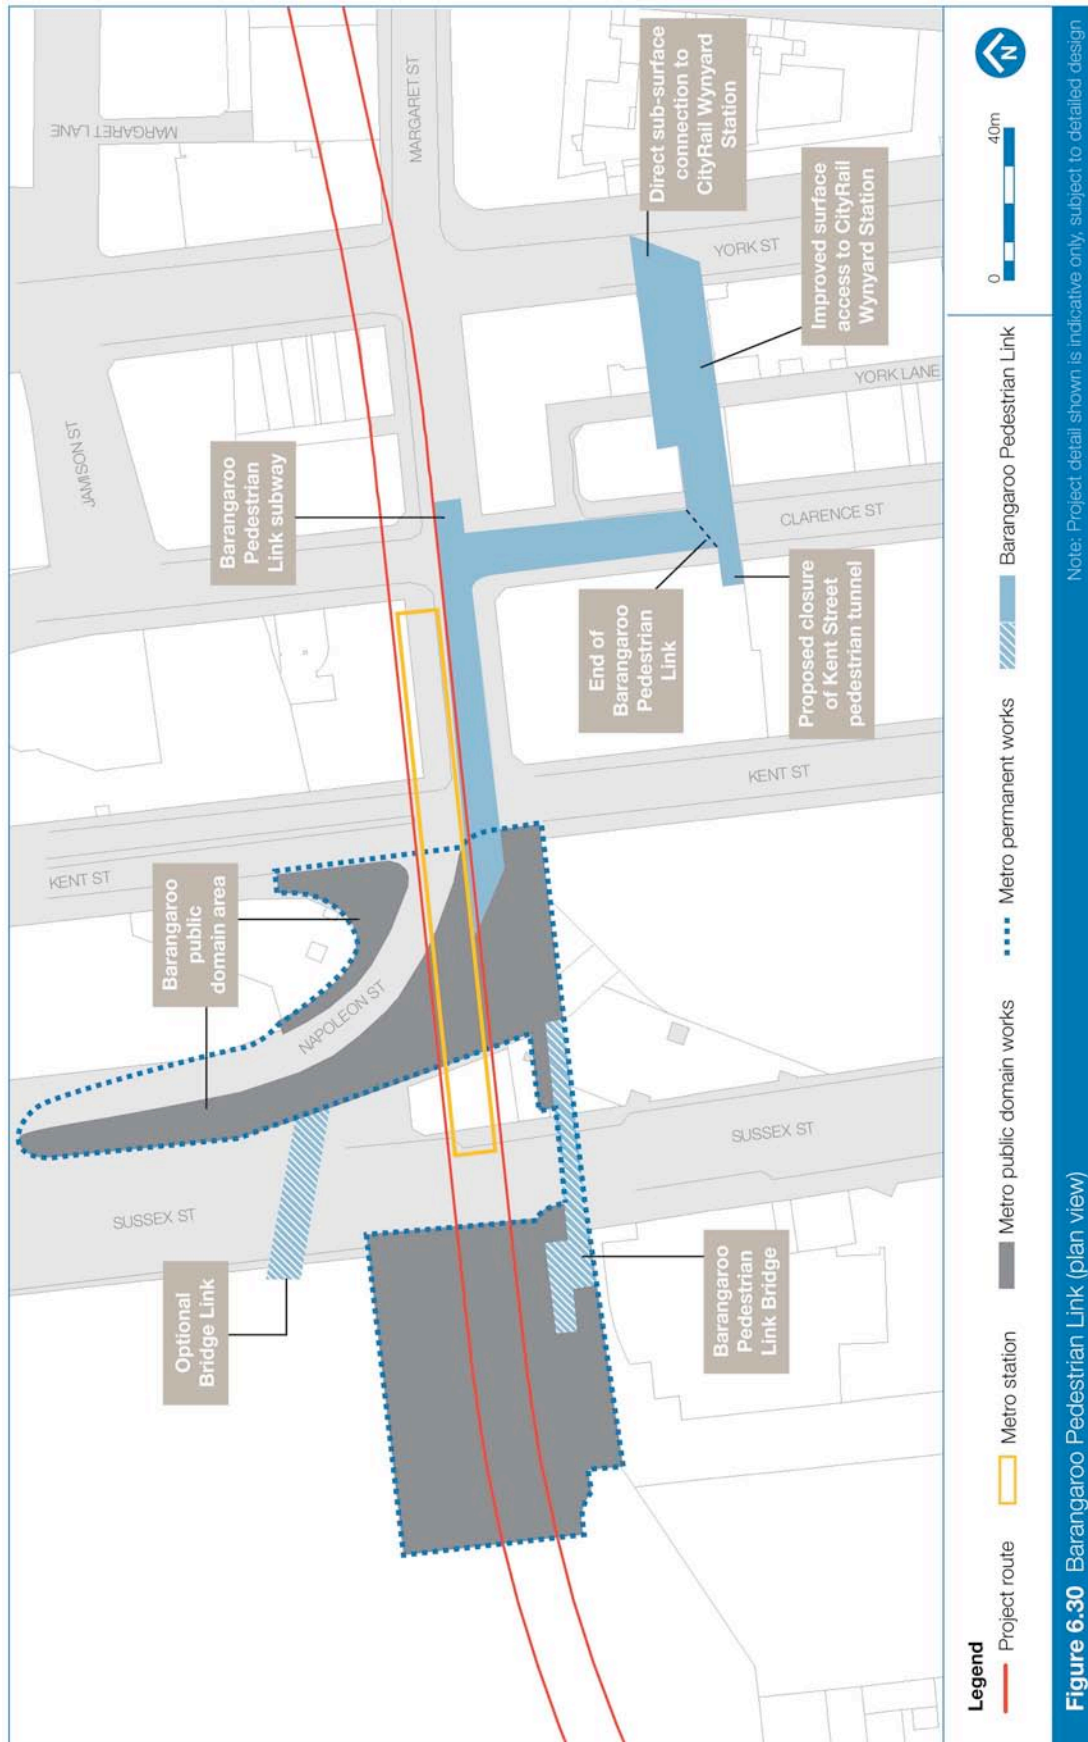 MARGARET LANE
MARGARET ST
JAMISON ST
Direct sub-surface
connection to
CityRail Wynyard
Station
YORK ST
Improved surface
access to CityRail
Wynyard Station
YORK LANE
Barangaroo
Pedestrian
Link subway
CLARENCE ST
End of
Barangaroo
Pedestrian
Link
Proposed closure
of Kent Street
pedestrian tunnel
KENT ST
KENT ST
Barangaroo
public
domain area
NAPOLEON ST
SUSSEX ST
SUSSEX ST
Optional
Bridge Link
Barangaroo
Pedestrian
Link Bridge
Legend
Project route
Metro station
Metro public domain works
Metro permanent works
Barangaroo Pedestrian Link
0
40m
N
Figure 6.30 Barangaroo Pedestrian Link (plan view)
Note: Project detail shown is indicative only, subject to detailed design